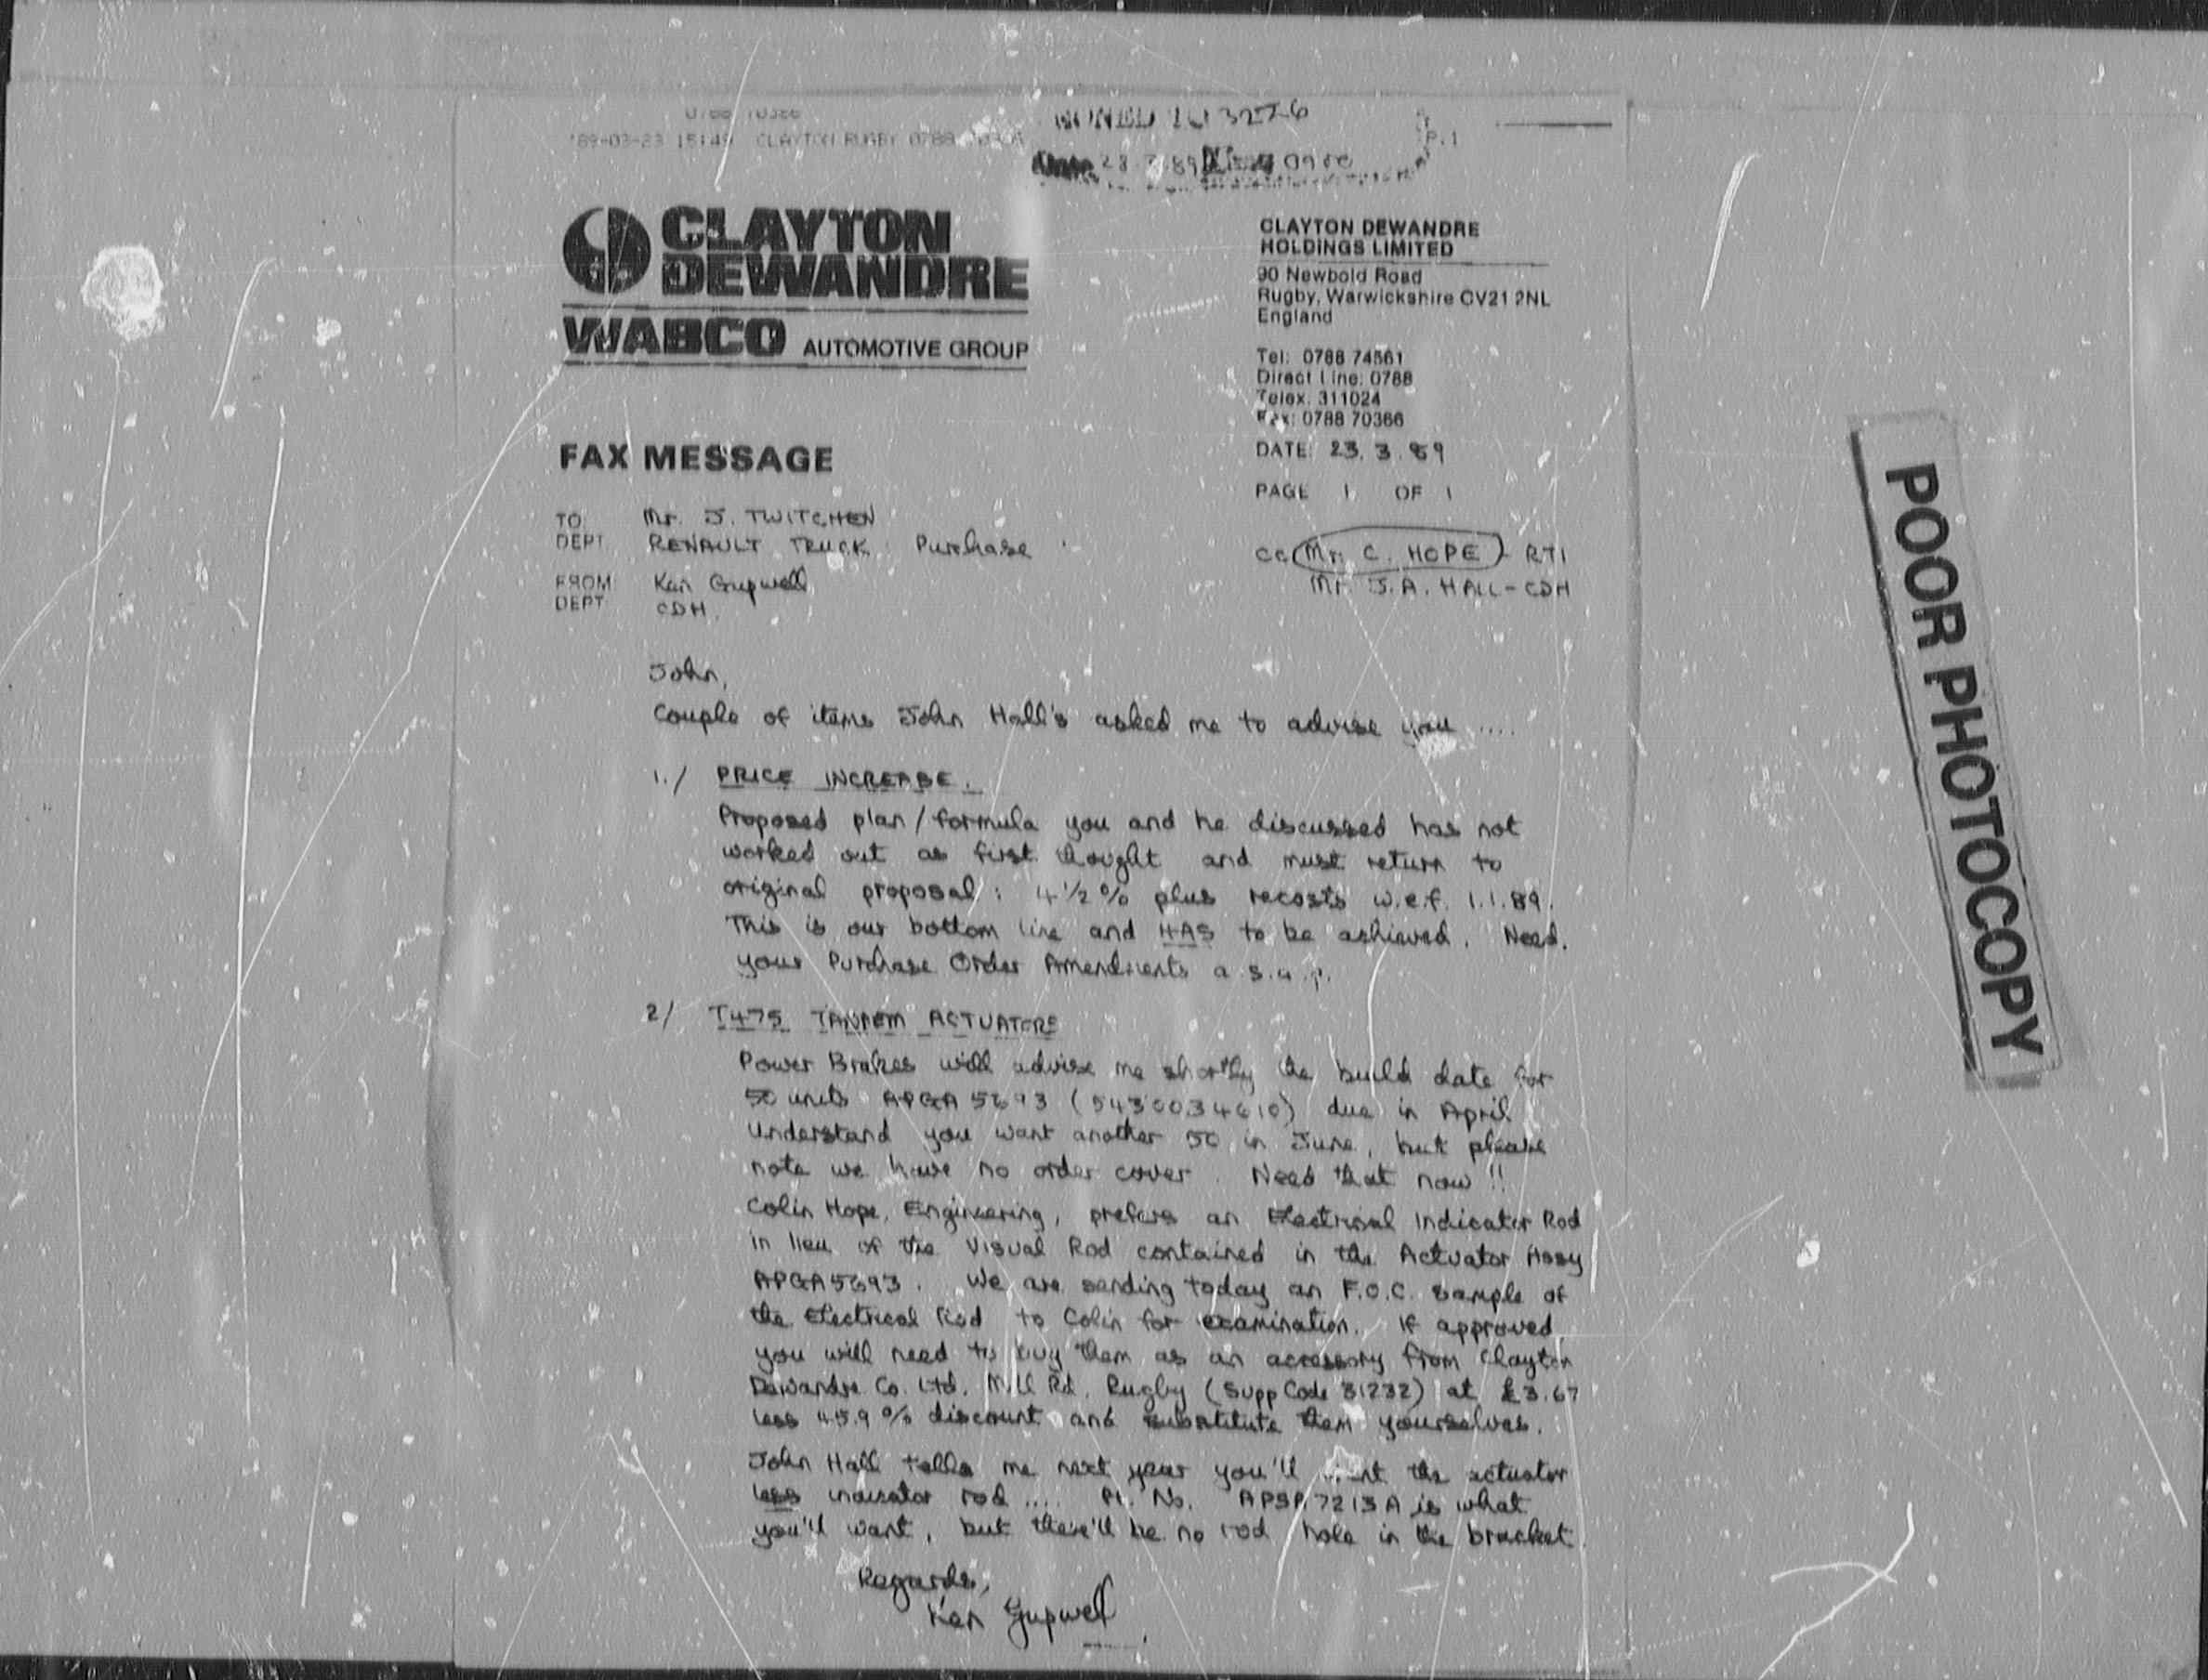 '89-03-23 15:49 CLAYTON RUGBY 0788
P.1
CLAYTON
DEWANDRE
WABCO AUTOMOTIVE GROUP
CLAYTON DEWANDRE
HOLDINGS LIMITED
90 Newbold Road
Rugby, Warwickshire CV21 2NL
England
Tel: 0788 74561
Direct Line: 0788
Telex: 311024
Fax: 0788 70366
FAX MESSAGE
DATE: 23.3.89
PAGE 1 OF 1
TO: Mr. J. TWITCHEN
DEPT RENAULT TRUCK Purchase
cc Mr. C. HOPE - RTI
Mr J.A. HALL - CDH
FROM: Ken Gupwell
DEPT: CDH.
John,
Couple of items John Hall's asked me to advise you ....
1./ PRICE INCREASE.
Proposed plan/formula you and he discussed has not
worked out as first thought and must return to
original proposal: 4 1/2 % plus recosts w.e.f. 1.1.89.
This is our bottom line and HAS to be achieved. Need.
your Purchase Order Amendments a.s.a.p.
2/ T475 TANDEM ACTUATORS
Power Brakes will advise me shortly the build date for
50 units APGA 5693 (5430034610) due in April
Understand you want another 50 in June, but please
note we have no order cover. Need that now!!
Colin Hope, Engineering, prefers an Electrical Indicator Rod
in lieu of the Visual Rod contained in the Actuator Assy
APGA5693. We are sending today an F.O.C. sample of
the Electrical Rod to Colin for examination. If approved
you will need to buy them as an accessory from Clayton
Dewandre Co. Ltd. Mill Rd. Rugby (Supp Code 31232) at £3.67
less 45.9% discount and substitute them yourselves.
John Hall tells me next year you'll want the actuator
less indicator rod .... Pt. No. 7213A is what
you'll want, but there'll be no rod hole in the bracket
Regards,
Ken Gupwell
POOR PHOTOCOPY